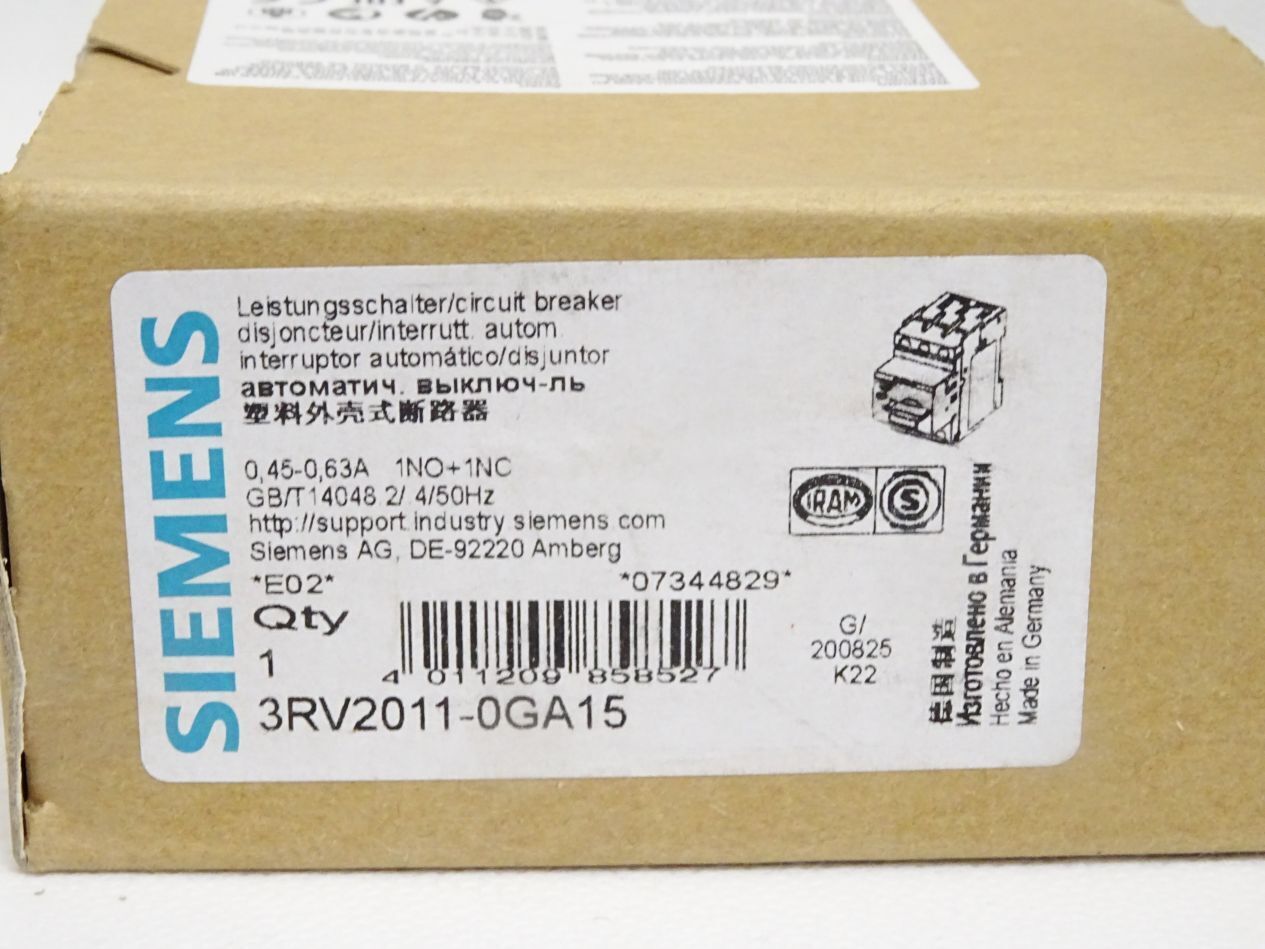 SIEMENS
Leistungsschalter/circuit breaker
disjoncteur/interrutt. autom.
interruptor automático/disjuntor
автоматич. выключ-ль
塑料外壳式断路器
0,45-0,63A 1NO+1NC
GB/T14048.2/.4/50Hz
http://support.industry.siemens.com
Siemens AG, DE-92220 Amberg
*E02* *07344829*
Qty
1
4 011209 858527
3RV2011-0GA15
IRAM S
G/
200825
K22
德国制造
Изготовлено в Германии
Hecho en Alemania
Made in Germany